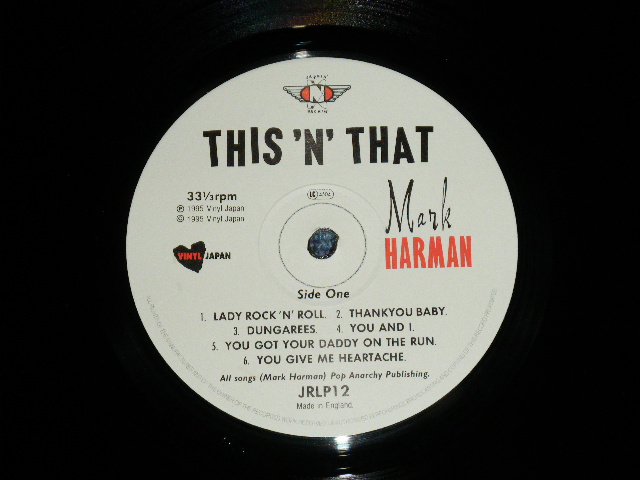 N
THIS 'N' THAT
33⅓rpm
℗ 1995 Vinyl Japan
© 1995 Vinyl Japan
Mark
HARMAN
VINYL JAPAN
Side One
1. LADY ROCK 'N' ROLL. 2. THANKYOU BABY.
3. DUNGAREES. 4. YOU AND I.
5. YOU GOT YOUR DADDY ON THE RUN.
6. YOU GIVE ME HEARTACHE.
All songs (Mark Harman) Pop Anarchy Publishing.
JRLP12
Made in England.